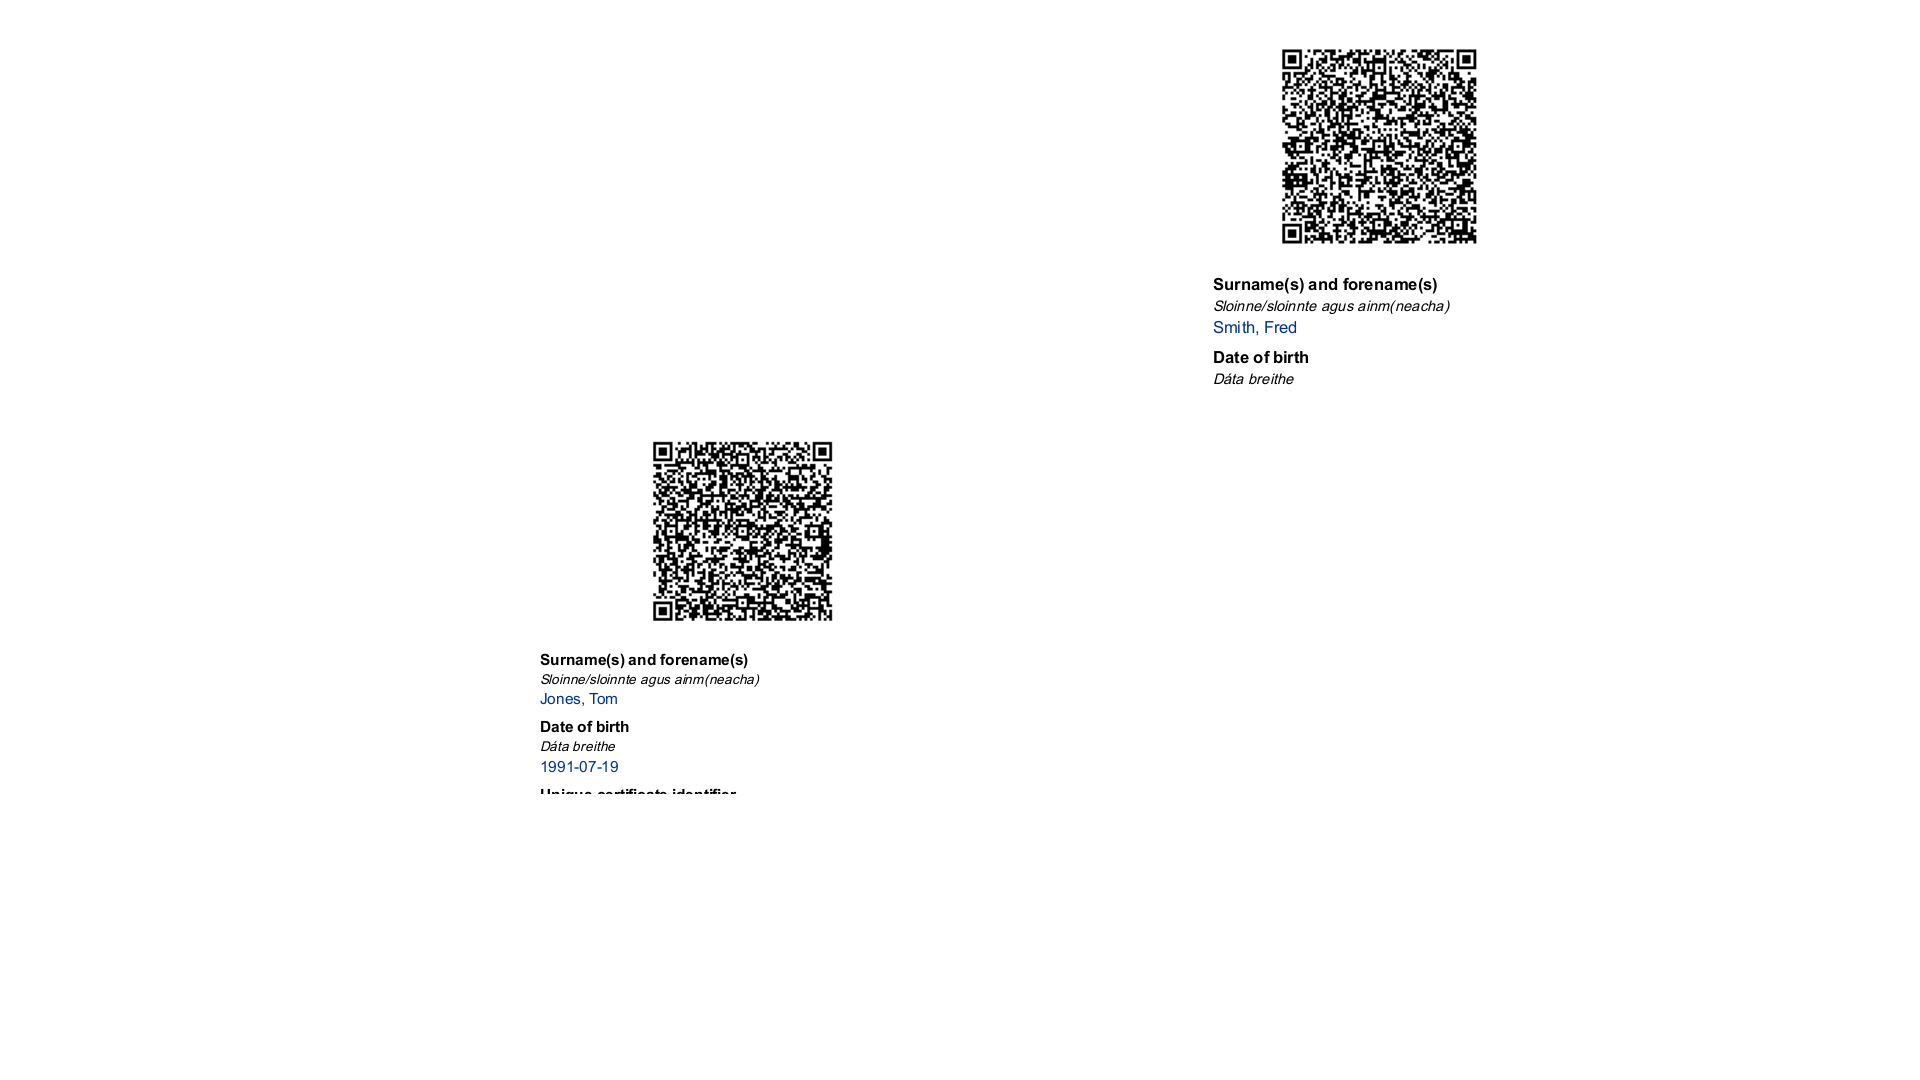 Surname(s) and forename(s)
Sloinne/sloinnte agus ainm(neacha)
Smith, Fred
Date of birth
Dáta breithe
Surname(s) and forename(s)
Sloinne/sloinnte agus ainm(neacha)
Jones, Tom
Date of birth
Dáta breithe
1991-07-19
Unique certificate identifier